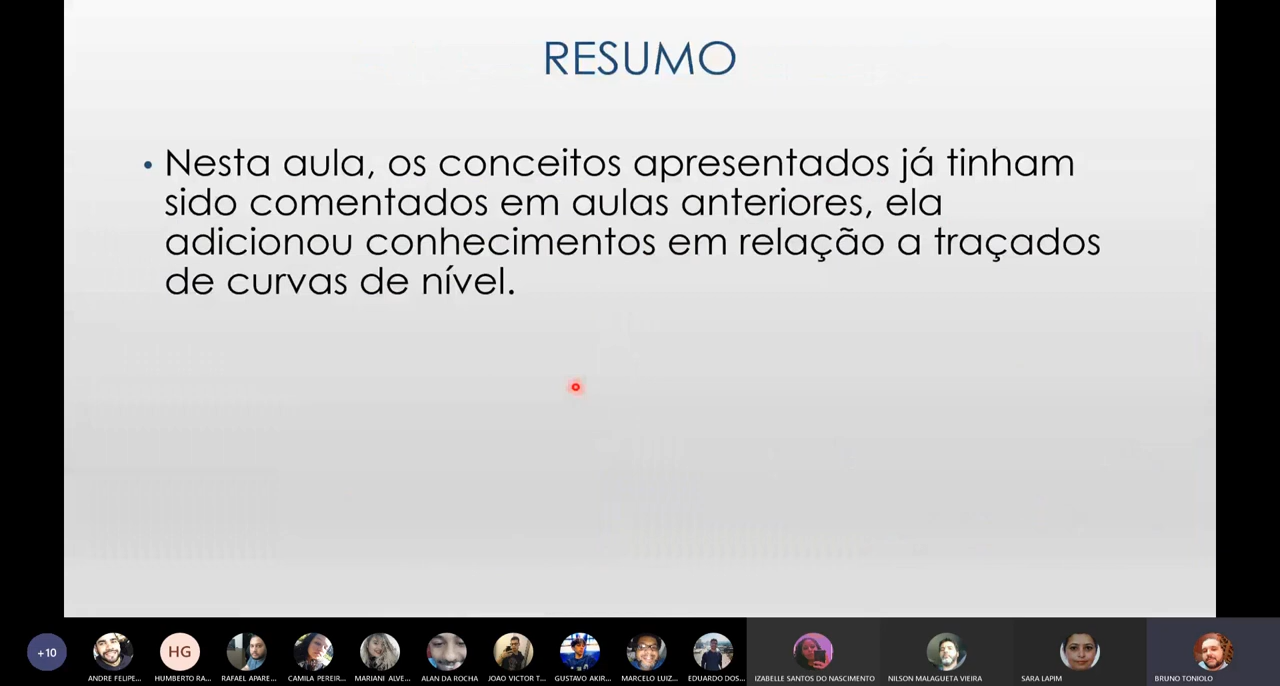 RESUMO
• Nesta aula, os conceitos apresentados já tinham
sido comentados em aulas anteriores, ela
adicionou conhecimentos em relação a traçados
de curvas de nível.
+10
HG
ANDRE FELIPE...
HUMBERTO RA...
RAFAEL APARE...
CAMILA PEREIR...
MARIANI ALVE...
ALAN DA ROCHA
JOAO VICTOR T...
GUSTAVO AKIR...
MARCELO LUIZ...
EDUARDO DOS...
IZABELLE SANTOS DO NASCIMENTO
NILSON MALAGUETA VIEIRA
SARA LAPIM
BRUNO TONIOLO